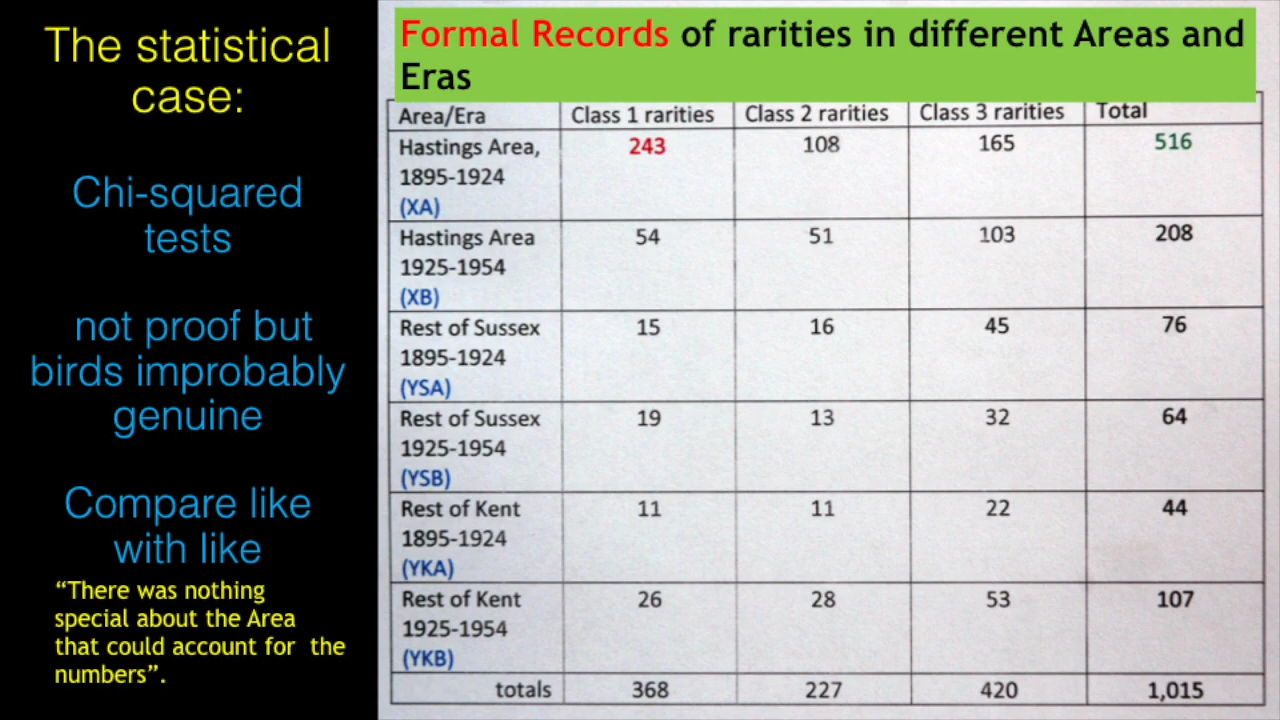 The statistical
case:
Chi-squared
tests
not proof but
birds improbably
genuine
Compare like
with like
“There was nothing
special about the Area
that could account for the
numbers”.
Formal Records of rarities in different Areas and
Eras
Area/Era Class 1 rarities Class 2 rarities Class 3 rarities Total
Hastings Area, 243 108 165 516
1895-1924
(XA)
Hastings Area 54 51 103 208
1925-1954
(XB)
Rest of Sussex 15 16 45 76
1895-1924
(YSA)
Rest of Sussex 19 13 32 64
1925-1954
(YSB)
Rest of Kent 11 11 22 44
1895-1924
(YKA)
Rest of Kent 26 28 53 107
1925-1954
(YKB)
totals 368 227 420 1,015